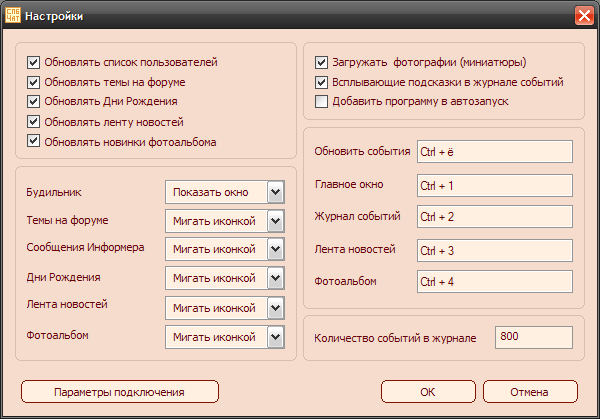 СПБ ЧАТ Настройки
Обновлять список пользователей
Обновлять темы на форуме
Обновлять Дни Рождения
Обновлять ленту новостей
Обновлять новинки фотоальбома
Загружать фотографии (миниатюры)
Всплывающие подсказки в журнале событий
Добавить программу в автозапуск
Будильник Показать окно
Темы на форуме Мигать иконкой
Сообщения Информера Мигать иконкой
Дни Рождения Мигать иконкой
Лента новостей Мигать иконкой
Фотоальбом Мигать иконкой
Обновить события Ctrl + ё
Главное окно Ctrl + 1
Журнал событий Ctrl + 2
Лента новостей Ctrl + 3
Фотоальбом Ctrl + 4
Количество событий в журнале 800
Параметры подключения ОК Отмена